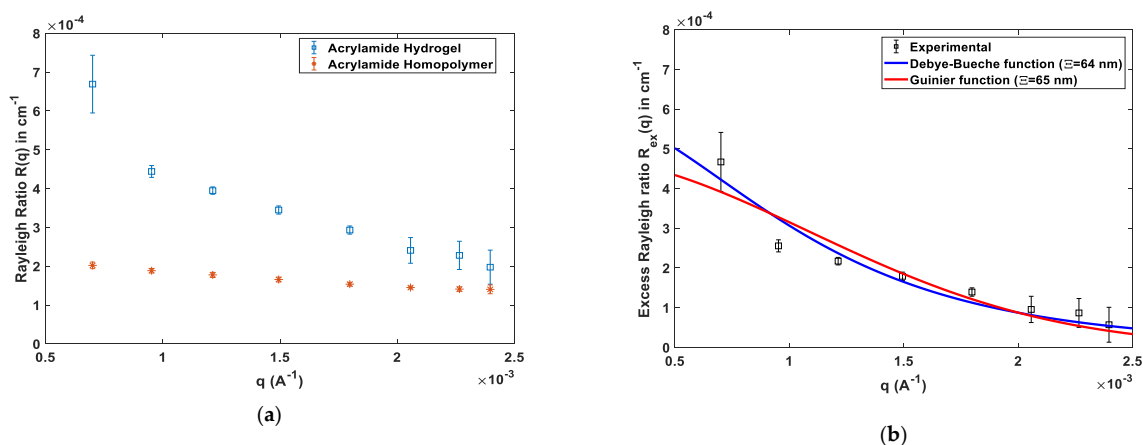 ×10⁻⁴
8
7
6
5
4
3
2
1
0
Rayleigh Ratio R(q) in cm⁻¹
Acrylamide Hydrogel
Acrylamide Homopolymer
0.5 1 1.5 2 2.5
×10⁻³
q (A⁻¹)
(a)
×10⁻⁴
8
7
6
5
4
3
2
1
0
Excess Rayleigh ratio Rₑₓ(q) in cm⁻¹
Experimental
Debye-Bueche function (Ξ=64 nm)
Guinier function (Ξ=65 nm)
0.5 1 1.5 2 2.5
×10⁻³
q (A⁻¹)
(b)